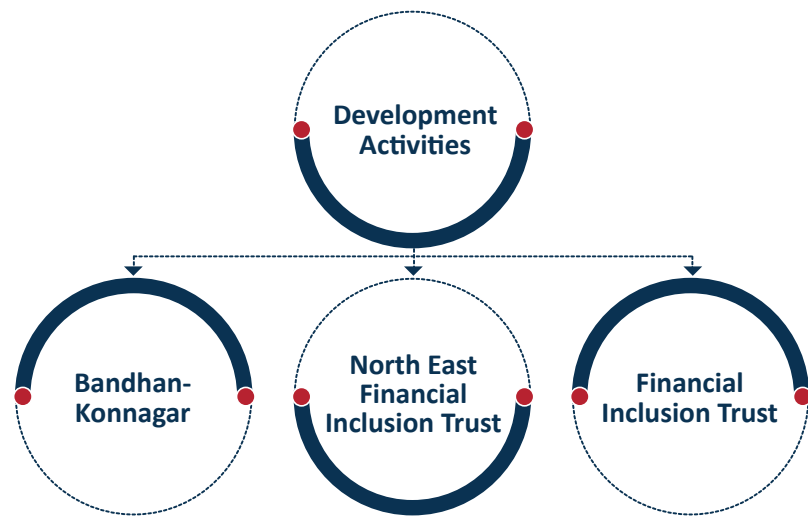 Development
Activities
Bandhan-
Konnagar
North East
Financial
Inclusion Trust
Financial
Inclusion Trust